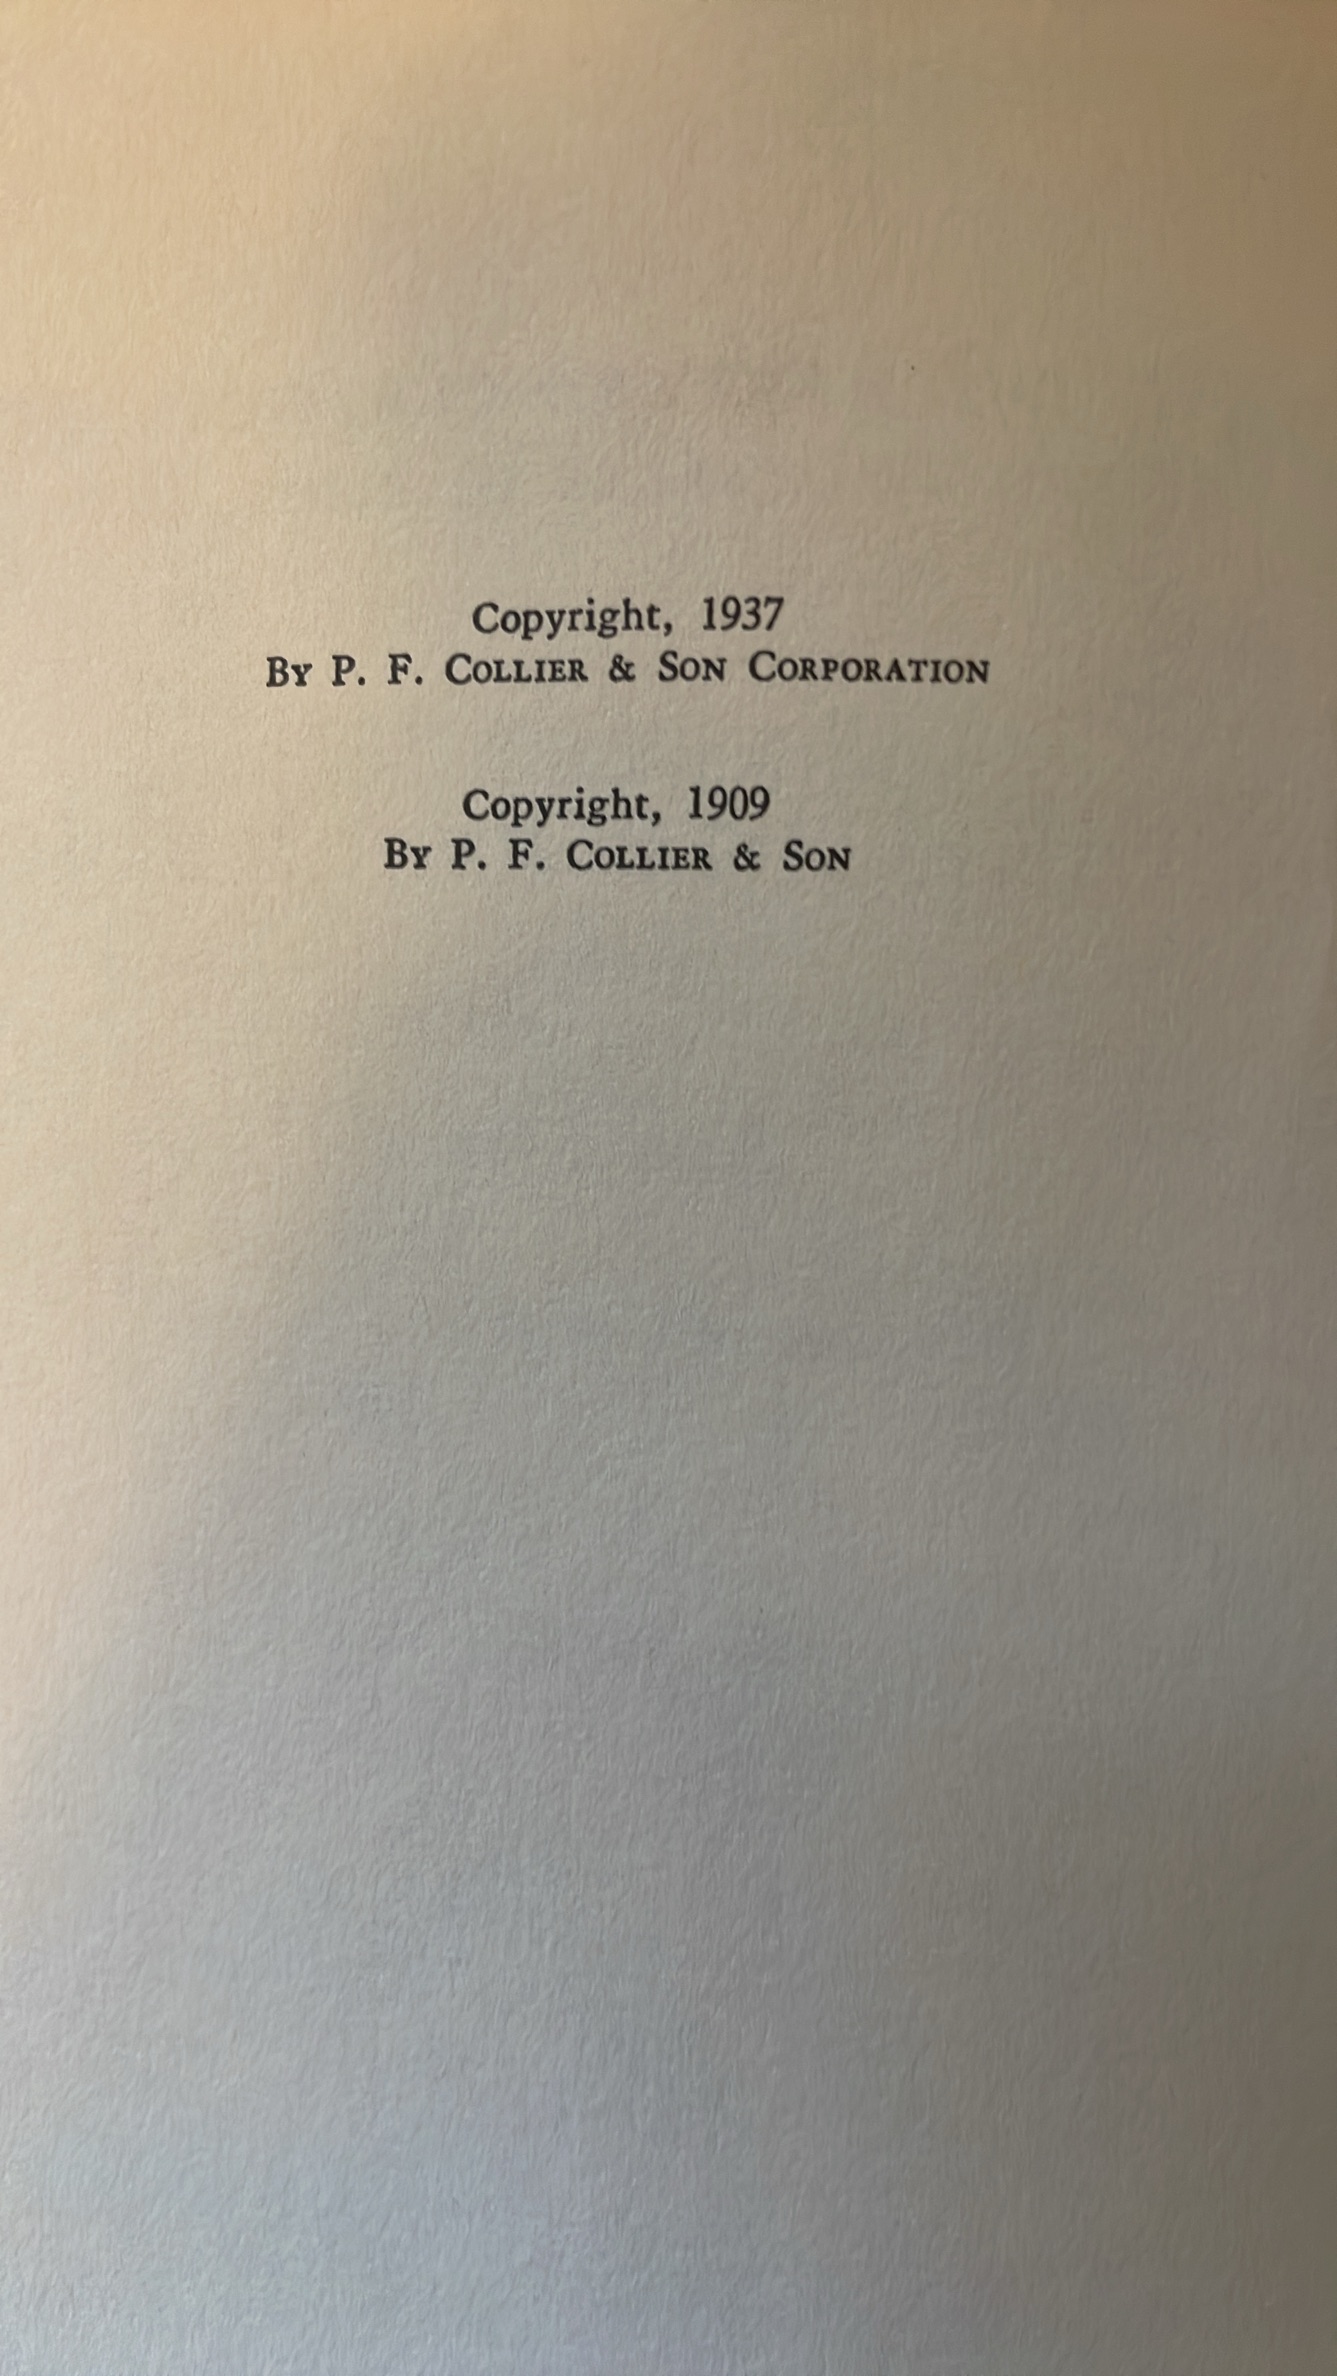 Copyright, 1937
By P. F. Collier & Son Corporation
Copyright, 1909
By P. F. Collier & Son